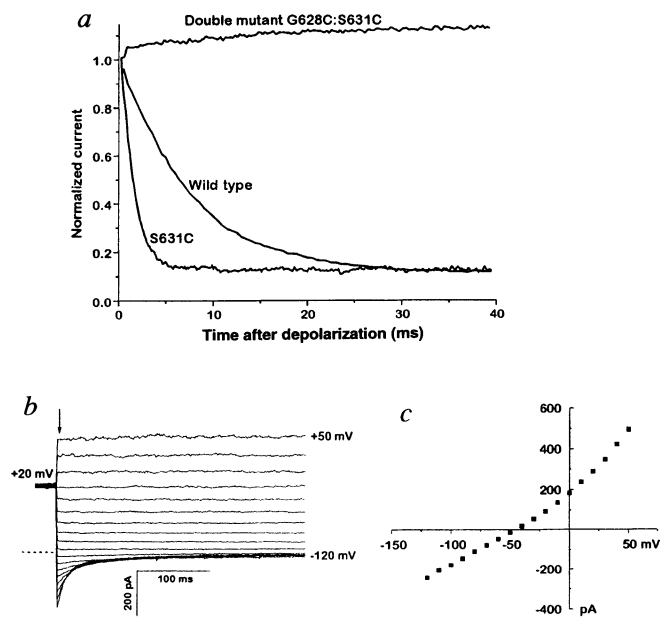 a
Double mutant G628C:S631C
1.0
0.8
0.6
0.4
0.2
0.0
Normalized current
Wild type
S631C
0
10
20
30
40
Time after depolarization (ms)
b
+50 mV
+20 mV
-120 mV
100 ms
200 pA
c
600
400
200
-200
-400
-150
-100
-50
0
50 mV
pA